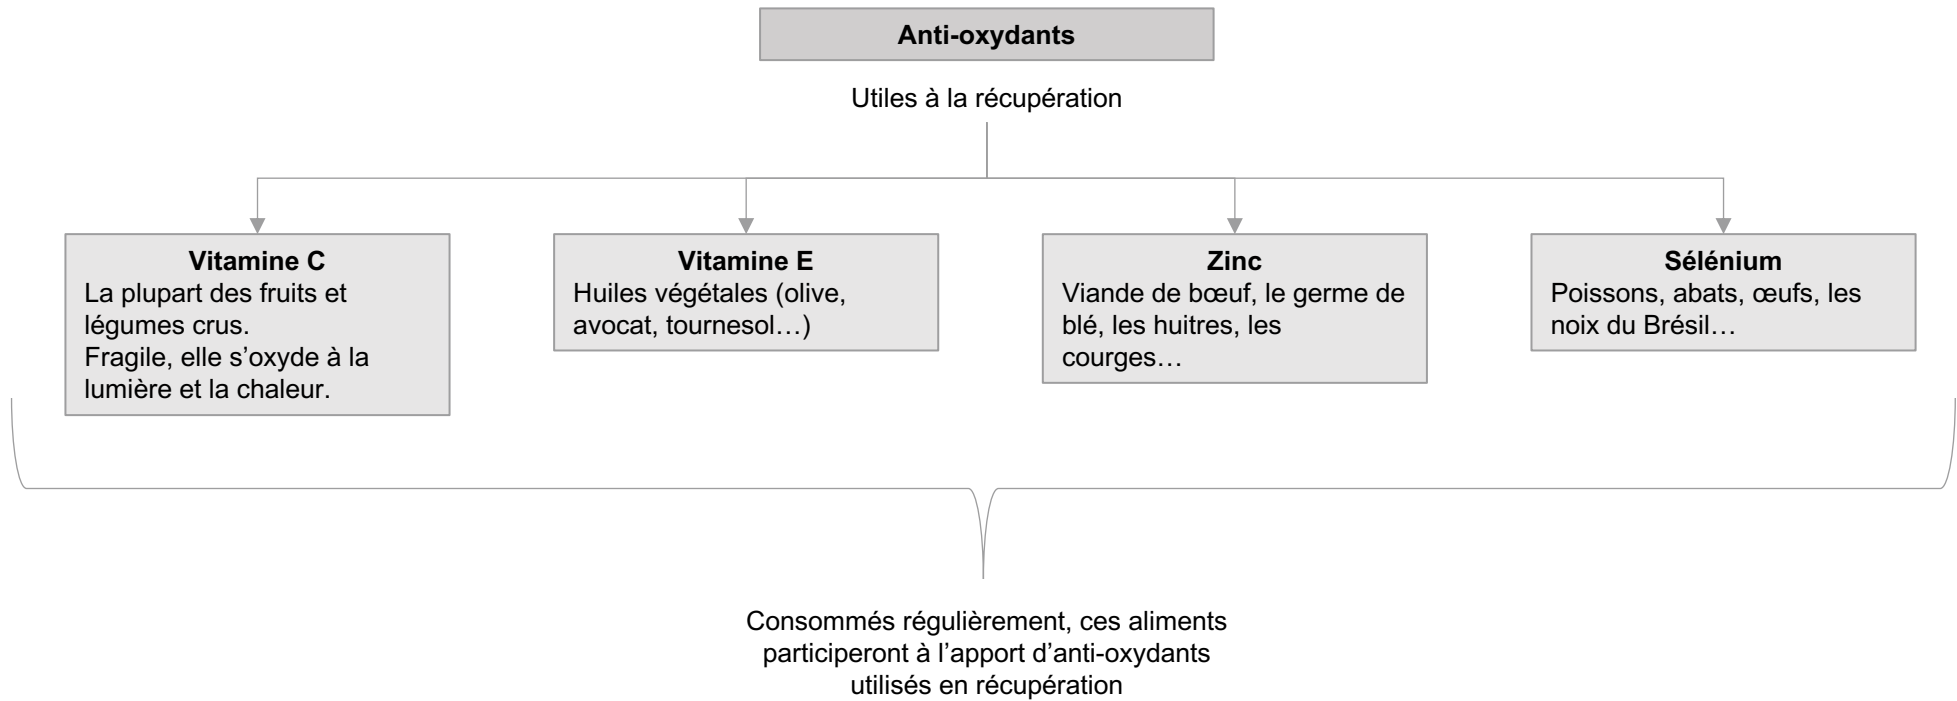 Anti-oxydants
Utiles à la récupération
Vitamine C
La plupart des fruits et
légumes crus.
Fragile, elle s’oxyde à la
lumière et la chaleur.
Vitamine E
Huiles végétales (olive,
avocat, tournesol…)
Zinc
Viande de bœuf, le germe de
blé, les huitres, les
courges…
Sélénium
Poissons, abats, œufs, les
noix du Brésil…
Consommés régulièrement, ces aliments
participeront à l’apport d’anti-oxydants
utilisés en récupération